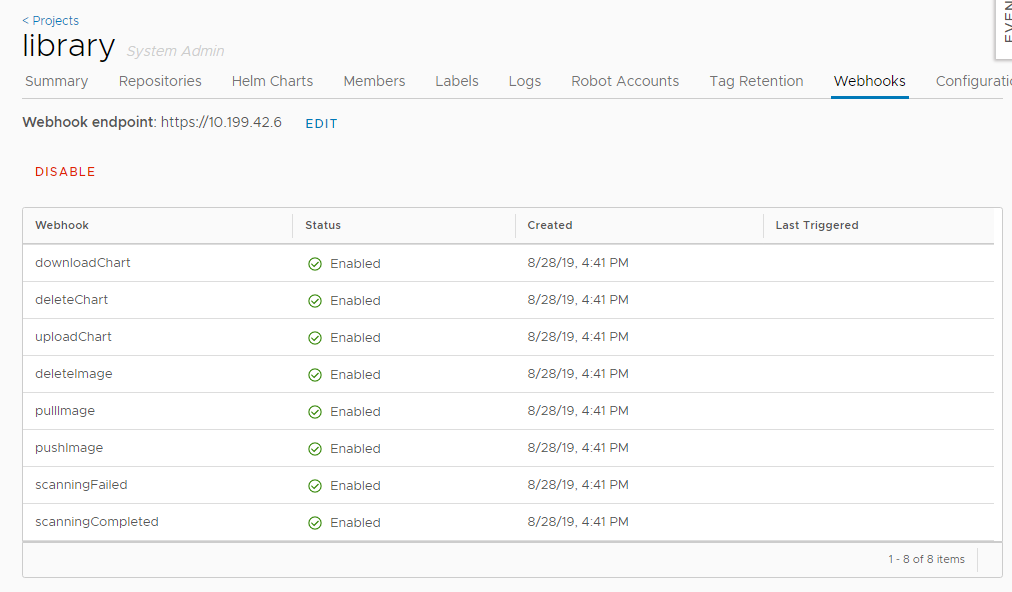 < Projects
library System Admin
EVEN
Summary Repositories Helm Charts Members Labels Logs Robot Accounts Tag Retention Webhooks Configuratio
Webhook endpoint: https://10.199.42.6 EDIT
DISABLE
Webhook Status Created Last Triggered
downloadChart Enabled 8/28/19, 4:41 PM
deleteChart Enabled 8/28/19, 4:41 PM
uploadChart Enabled 8/28/19, 4:41 PM
deleteImage Enabled 8/28/19, 4:41 PM
pullImage Enabled 8/28/19, 4:41 PM
pushImage Enabled 8/28/19, 4:41 PM
scanningFailed Enabled 8/28/19, 4:41 PM
scanningCompleted Enabled 8/28/19, 4:41 PM
1 - 8 of 8 items